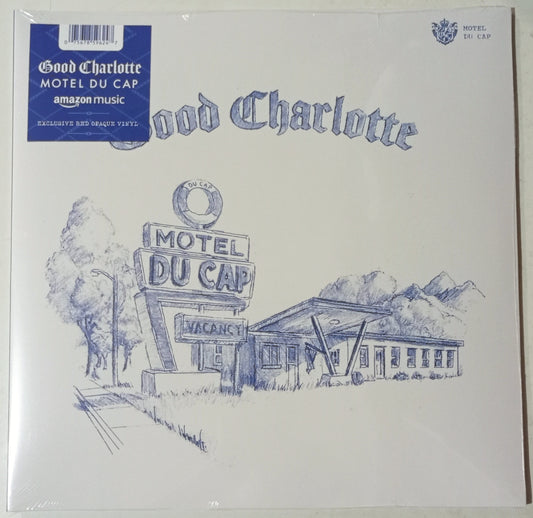 Good Charlotte
MOTEL DU CAP
amazon music
EXCLUSIVE RED OPAQUE VINYL
MOTEL
DU CAP
Good Charlotte
DU CAP
MOTEL
DU CAP
VACANCY